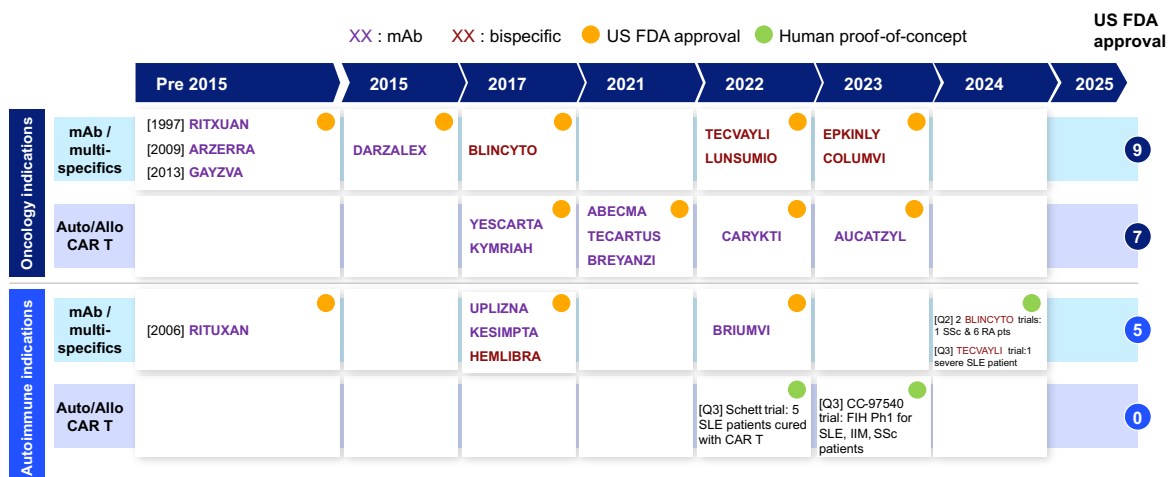 XX : mAb
XX : bispecific
US FDA approval
Human proof-of-concept
US FDA
approval
Pre 2015
2015
2017
2021
2022
2023
2024
2025
Oncology indications
mAb /
multi-
specifics
[1997] RITXUAN
[2009] ARZERRA
[2013] GAYZVA
DARZALEX
BLINCYTO
TECVAYLI
LUNSUMIO
EPKINLY
COLUMVI
9
Auto/Allo
CAR T
YESCARTA
KYMRIAH
ABECMA
TECARTUS
BREYANZI
CARYKTI
AUCATZYL
7
Autoimmune indications
mAb /
multi-
specifics
[2006] RITUXAN
UPLIZNA
KESIMPTA
HEMLIBRA
BRIUMVI
[Q2] 2 BLINCYTO trials:
1 SSc & 6 RA pts
[Q3] TECVAYLI trial:1
severe SLE patient
5
Auto/Allo
CAR T
[Q3] Schett trial: 5
SLE patients cured
with CAR T
[Q3] CC-97540
trial: FIH Ph1 for
SLE, IIM, SSc
patients
0